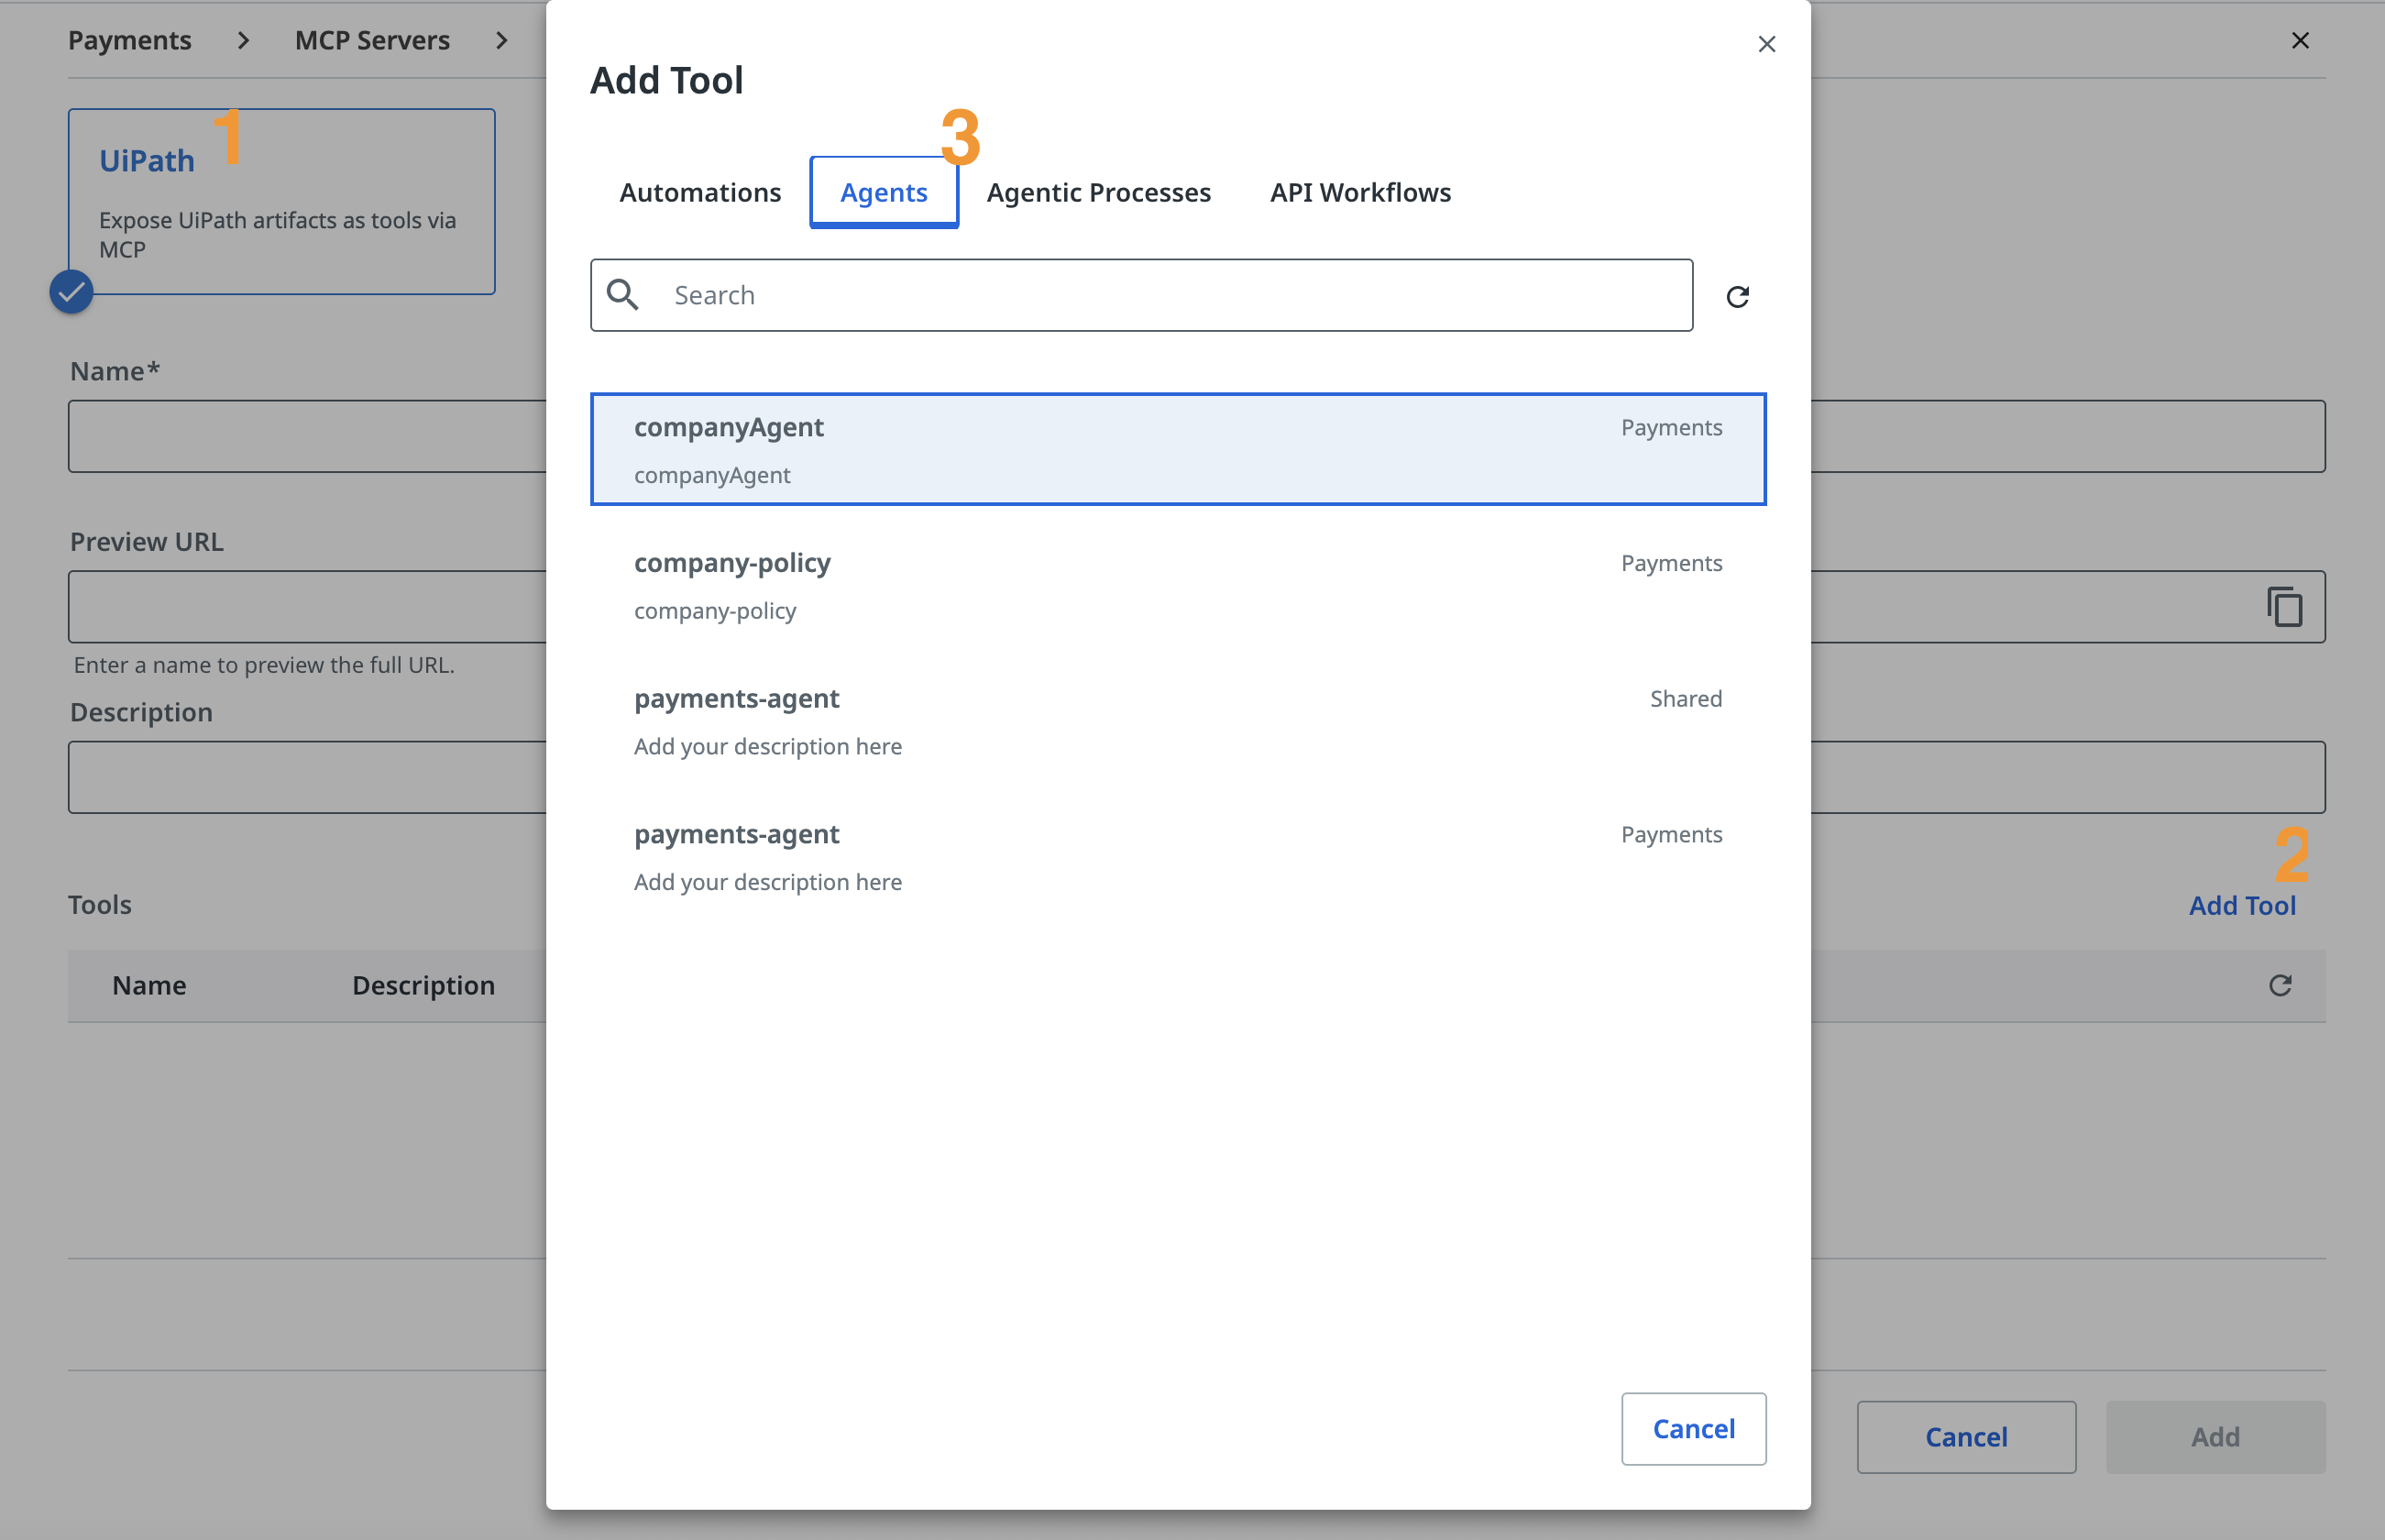 Payments
MCP Servers
1
UiPath
Expose UiPath artifacts as tools via
MCP
Name*
Preview URL
Enter a name to preview the full URL.
Description
Tools
2
Add Tool
Name
Description
Cancel
Add
Add Tool
3
Automations
Agents
Agentic Processes
API Workflows
Search
companyAgent
Payments
companyAgent
company-policy
Payments
company-policy
payments-agent
Shared
Add your description here
payments-agent
Payments
Add your description here
Cancel